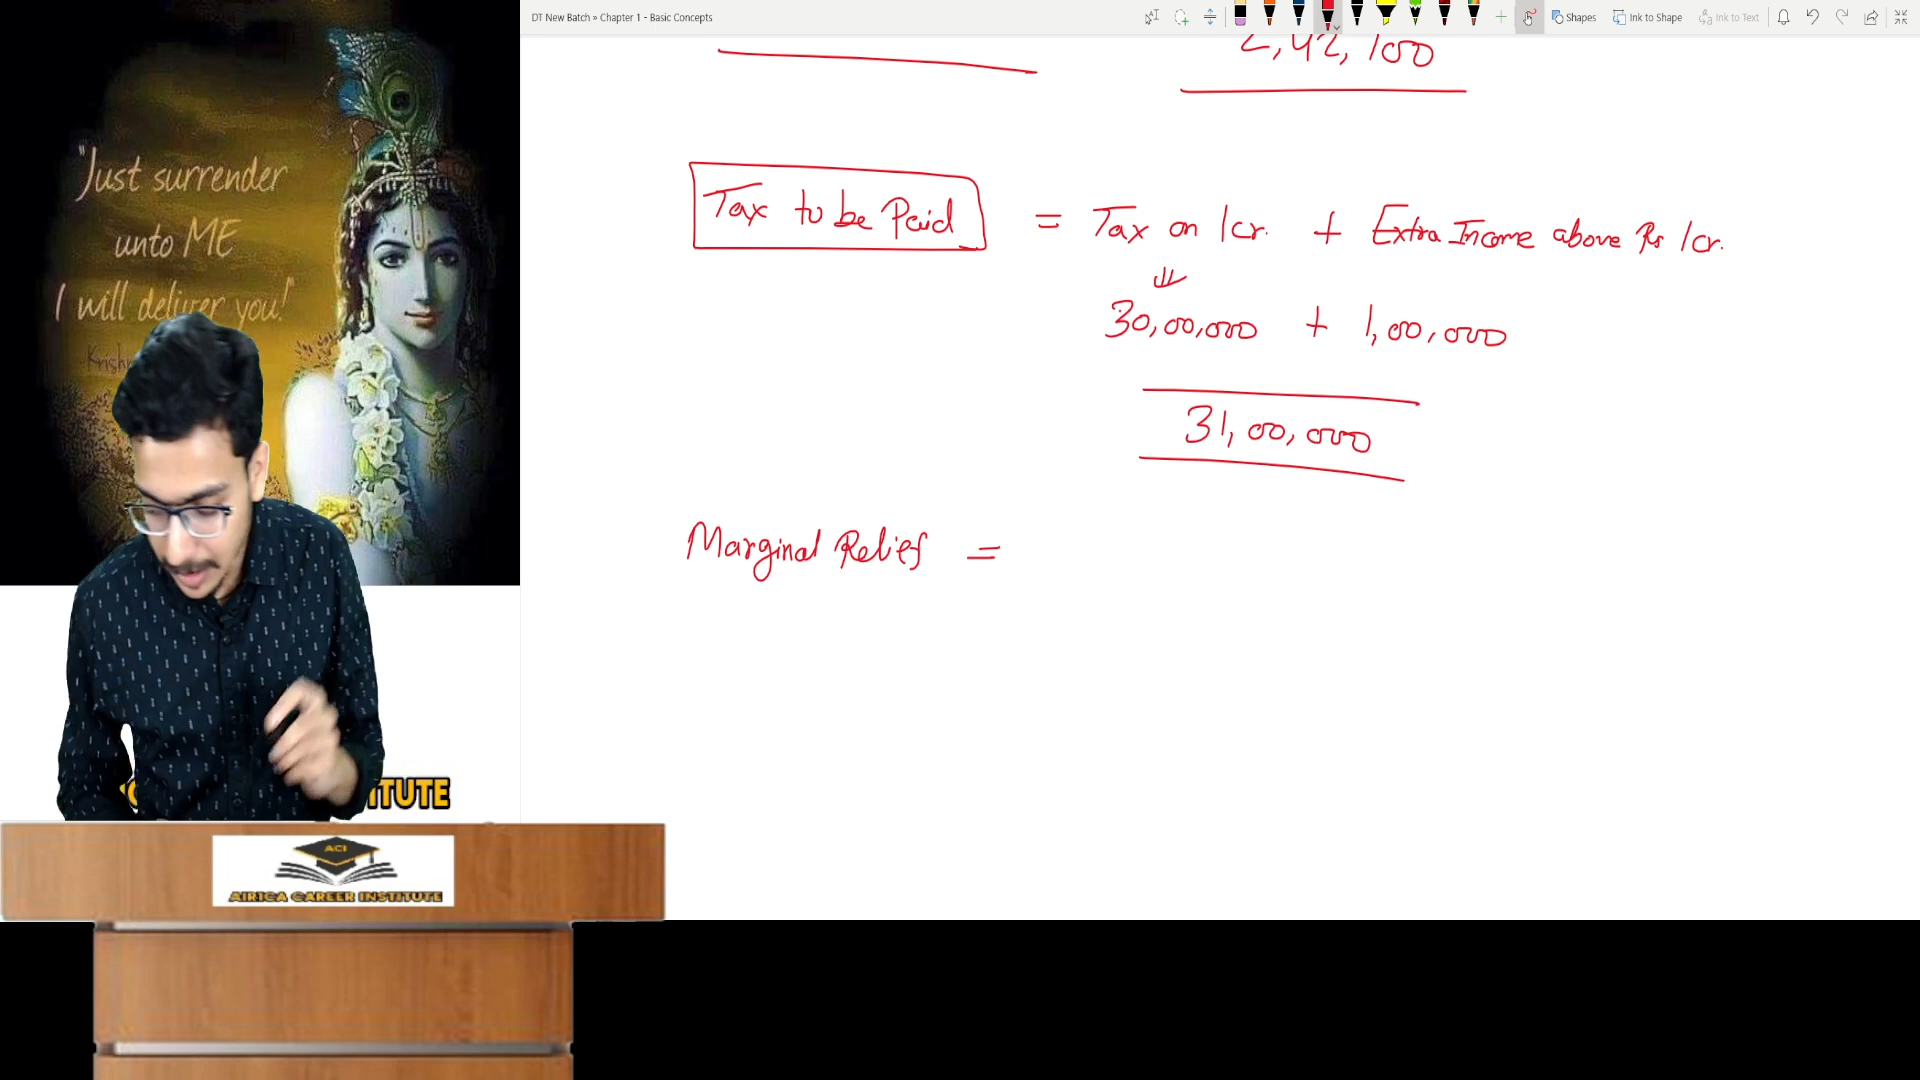 DT New Batch » Chapter 1 - Basic Concepts
Shapes Ink to Shape Ink to Text
2,42,100
Tax to be Paid = Tax on 1cr. + Extra Income above Rs 1cr.
30,00,000 + 1,00,000
31,00,000
Marginal Relief =
"Just surrender
unto ME
I will deliver you!"
ITUTE
ACI
AIRICA CAREER INSTITUTE